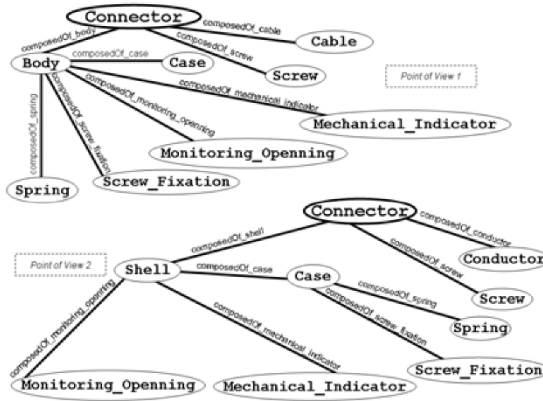 Connector
composedOf_cable
composedOf_body
composedOf_screw
Cable
Body
composedOf_case
Case
Screw
Point of View 1
composedOf_mechanical_indicator
composedOf_monitoring_openning
composedOf_screw_fixation
composedOf_spring
Mechanical_Indicator
Monitoring_Openning
Spring
Screw_Fixation
Connector
composedOf_shell
composedOf_conductor
composedOf_screw
Point of View 2
Shell
composedOf_case
Case
Conductor
composedOf_spring
Screw
composedOf_screw_fixation
Spring
composedOf_monitoring_openning
composedOf_mechanical_indicator
Screw_Fixation
Monitoring_Openning
Mechanical_Indicator